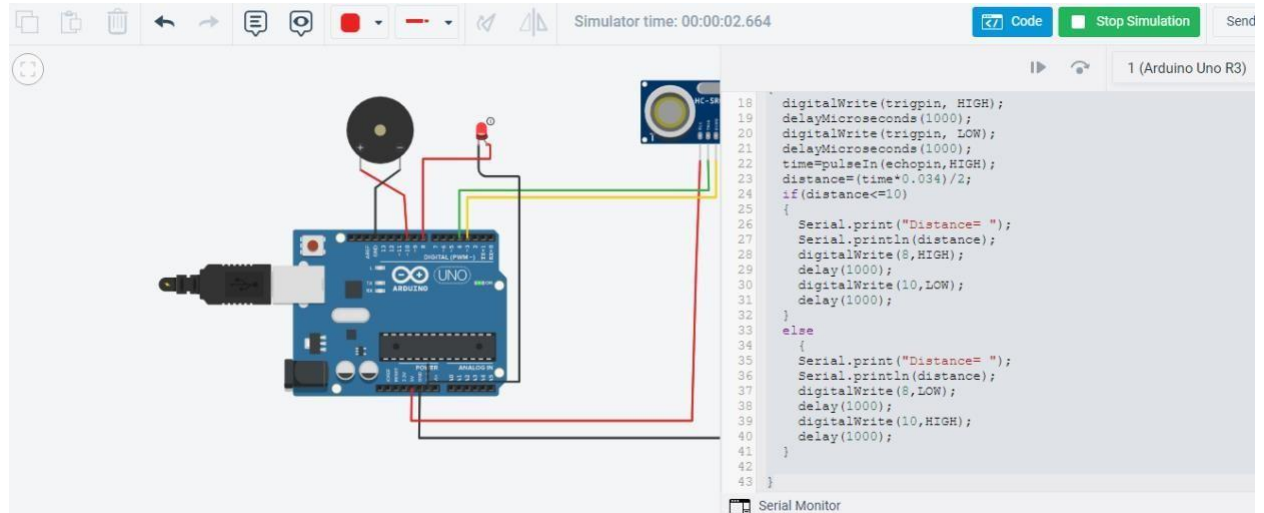 Simulator time: 00:00:02.664
Code
Stop Simulation
Send
1 (Arduino Uno R3)
HC-SR
18 digitalWrite(trigpin, HIGH);
19 delayMicroseconds(1000);
20 digitalWrite(trigpin, LOW);
21 delayMicroseconds(1000);
22 time=pulseIn(echopin,HIGH);
23 distance=(time*0.034)/2;
24 if(distance<=10)
25 {
26 Serial.print("Distance= ");
27 Serial.println(distance);
28 digitalWrite(8,HIGH);
29 delay(1000);
30 digitalWrite(10,LOW);
31 delay(1000);
32 }
33 else
34 {
35 Serial.print("Distance= ");
36 Serial.println(distance);
37 digitalWrite(8,LOW);
38 delay(1000);
39 digitalWrite(10,HIGH);
40 delay(1000);
41 }
42
43 }
Serial Monitor
DIGITAL (PWM~)
UNO
ARDUINO
POWER
ANALOG IN